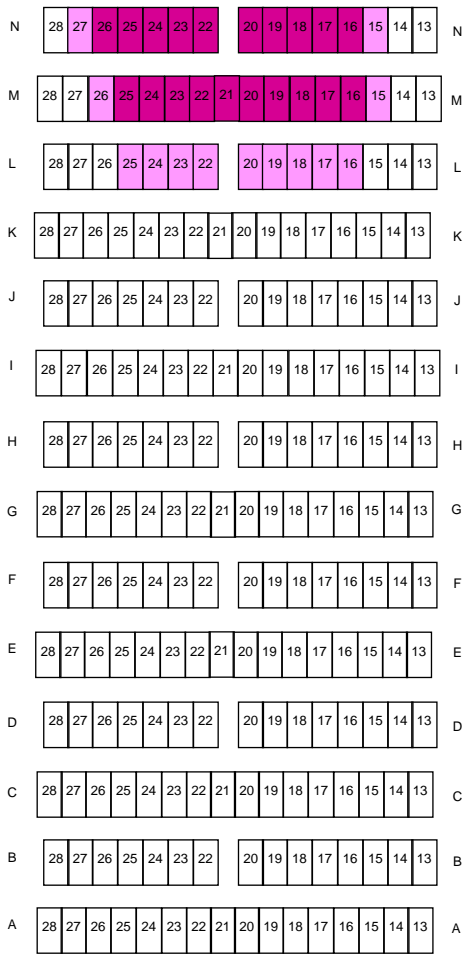 N 28 27 26 25 24 23 22 20 19 18 17 16 15 14 13 N
M 28 27 26 25 24 23 22 21 20 19 18 17 16 15 14 13 M
L 28 27 26 25 24 23 22 20 19 18 17 16 15 14 13 L
K 28 27 26 25 24 23 22 21 20 19 18 17 16 15 14 13 K
J 28 27 26 25 24 23 22 20 19 18 17 16 15 14 13 J
I 28 27 26 25 24 23 22 21 20 19 18 17 16 15 14 13 I
H 28 27 26 25 24 23 22 20 19 18 17 16 15 14 13 H
G 28 27 26 25 24 23 22 21 20 19 18 17 16 15 14 13 G
F 28 27 26 25 24 23 22 20 19 18 17 16 15 14 13 F
E 28 27 26 25 24 23 22 21 20 19 18 17 16 15 14 13 E
D 28 27 26 25 24 23 22 20 19 18 17 16 15 14 13 D
C 28 27 26 25 24 23 22 21 20 19 18 17 16 15 14 13 C
B 28 27 26 25 24 23 22 20 19 18 17 16 15 14 13 B
A 28 27 26 25 24 23 22 21 20 19 18 17 16 15 14 13 A